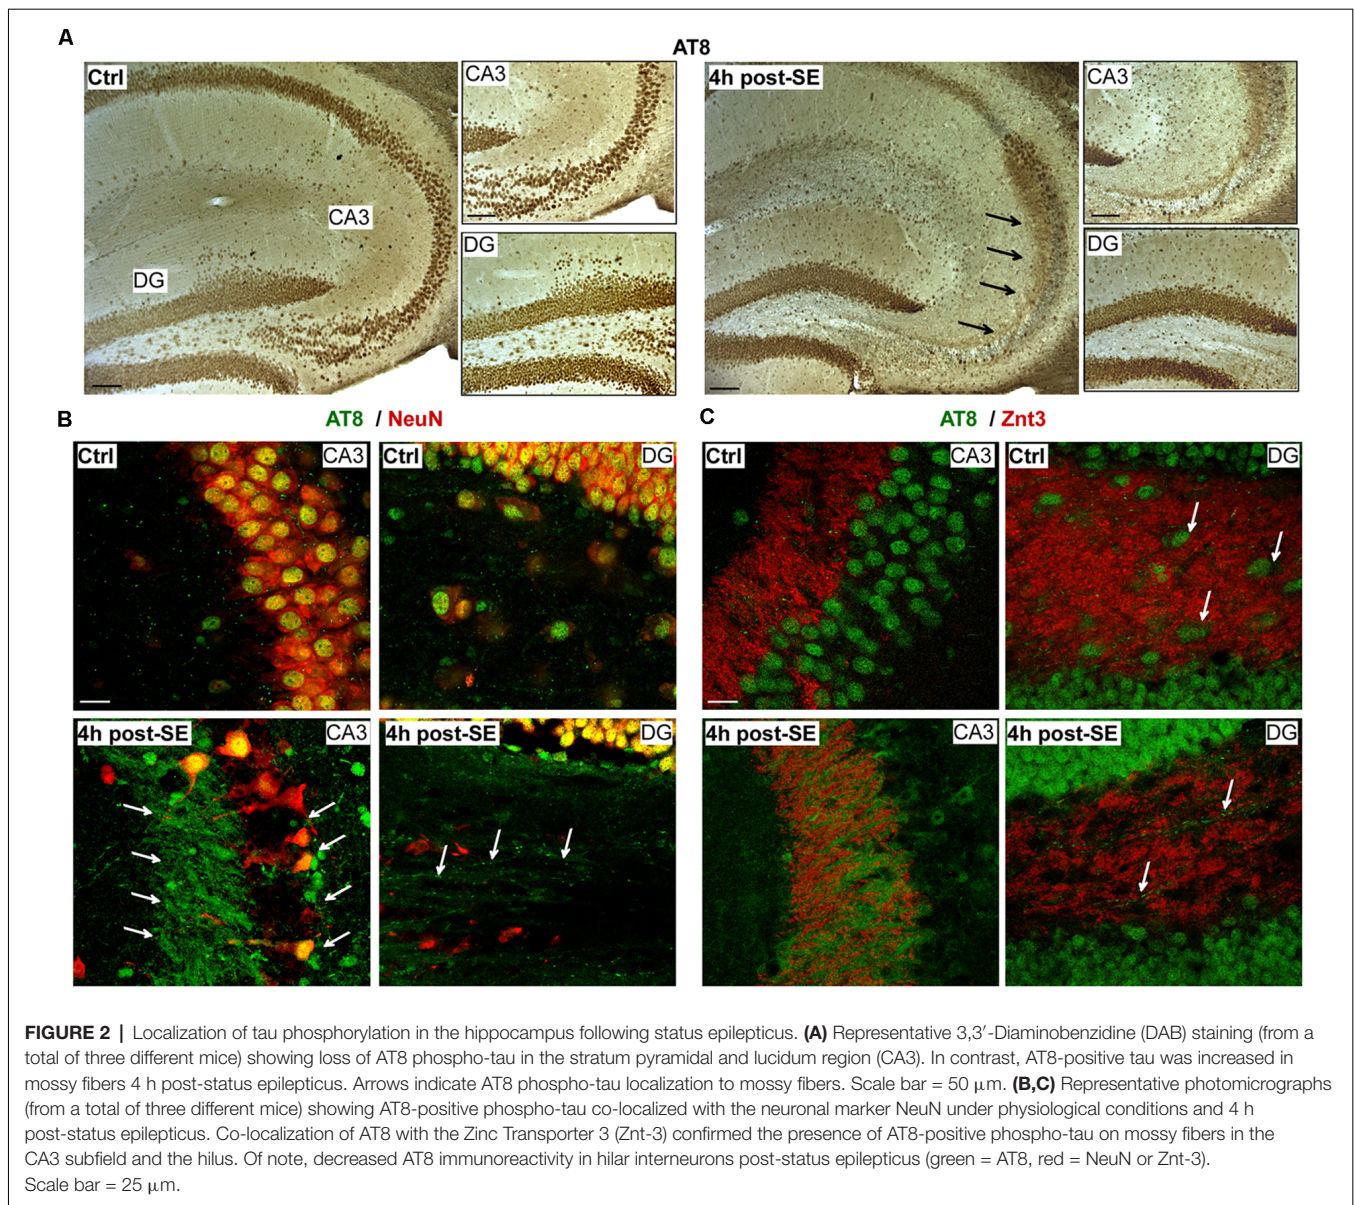 A
AT8
Ctrl
CA3
DG
CA3
DG
4h post-SE
CA3
DG
B
AT8 / NeuN
Ctrl
CA3
Ctrl
DG
4h post-SE
CA3
4h post-SE
DG
C
AT8 / Znt3
Ctrl
CA3
Ctrl
DG
4h post-SE
CA3
4h post-SE
DG
FIGURE 2 | Localization of tau phosphorylation in the hippocampus following status epilepticus. (A) Representative 3,3′-Diaminobenzidine (DAB) staining (from a
total of three different mice) showing loss of AT8 phospho-tau in the stratum pyramidal and lucidum region (CA3). In contrast, AT8-positive tau was increased in
mossy fibers 4 h post-status epilepticus. Arrows indicate AT8 phospho-tau localization to mossy fibers. Scale bar = 50 μm. (B,C) Representative photomicrographs
(from a total of three different mice) showing AT8-positive phospho-tau co-localized with the neuronal marker NeuN under physiological conditions and 4 h
post-status epilepticus. Co-localization of AT8 with the Zinc Transporter 3 (Znt-3) confirmed the presence of AT8-positive phospho-tau on mossy fibers in the
CA3 subfield and the hilus. Of note, decreased AT8 immunoreactivity in hilar interneurons post-status epilepticus (green = AT8, red = NeuN or Znt-3).
Scale bar = 25 μm.